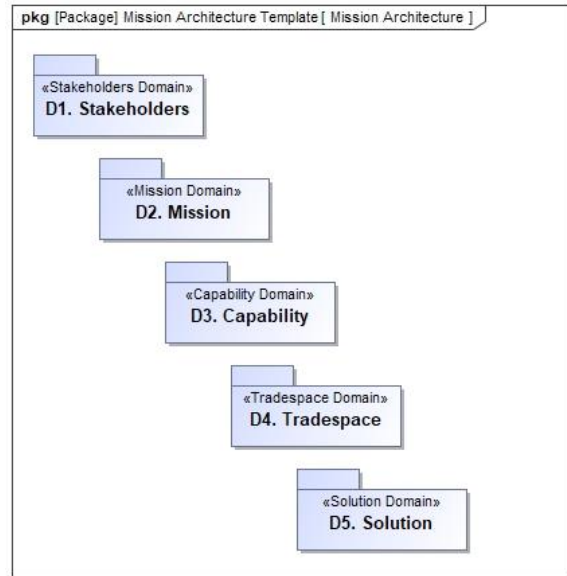 pkg [Package] Mission Architecture Template [ Mission Architecture ]
«Stakeholders Domain»
D1. Stakeholders
«Mission Domain»
D2. Mission
«Capability Domain»
D3. Capability
«Tradespace Domain»
D4. Tradespace
«Solution Domain»
D5. Solution